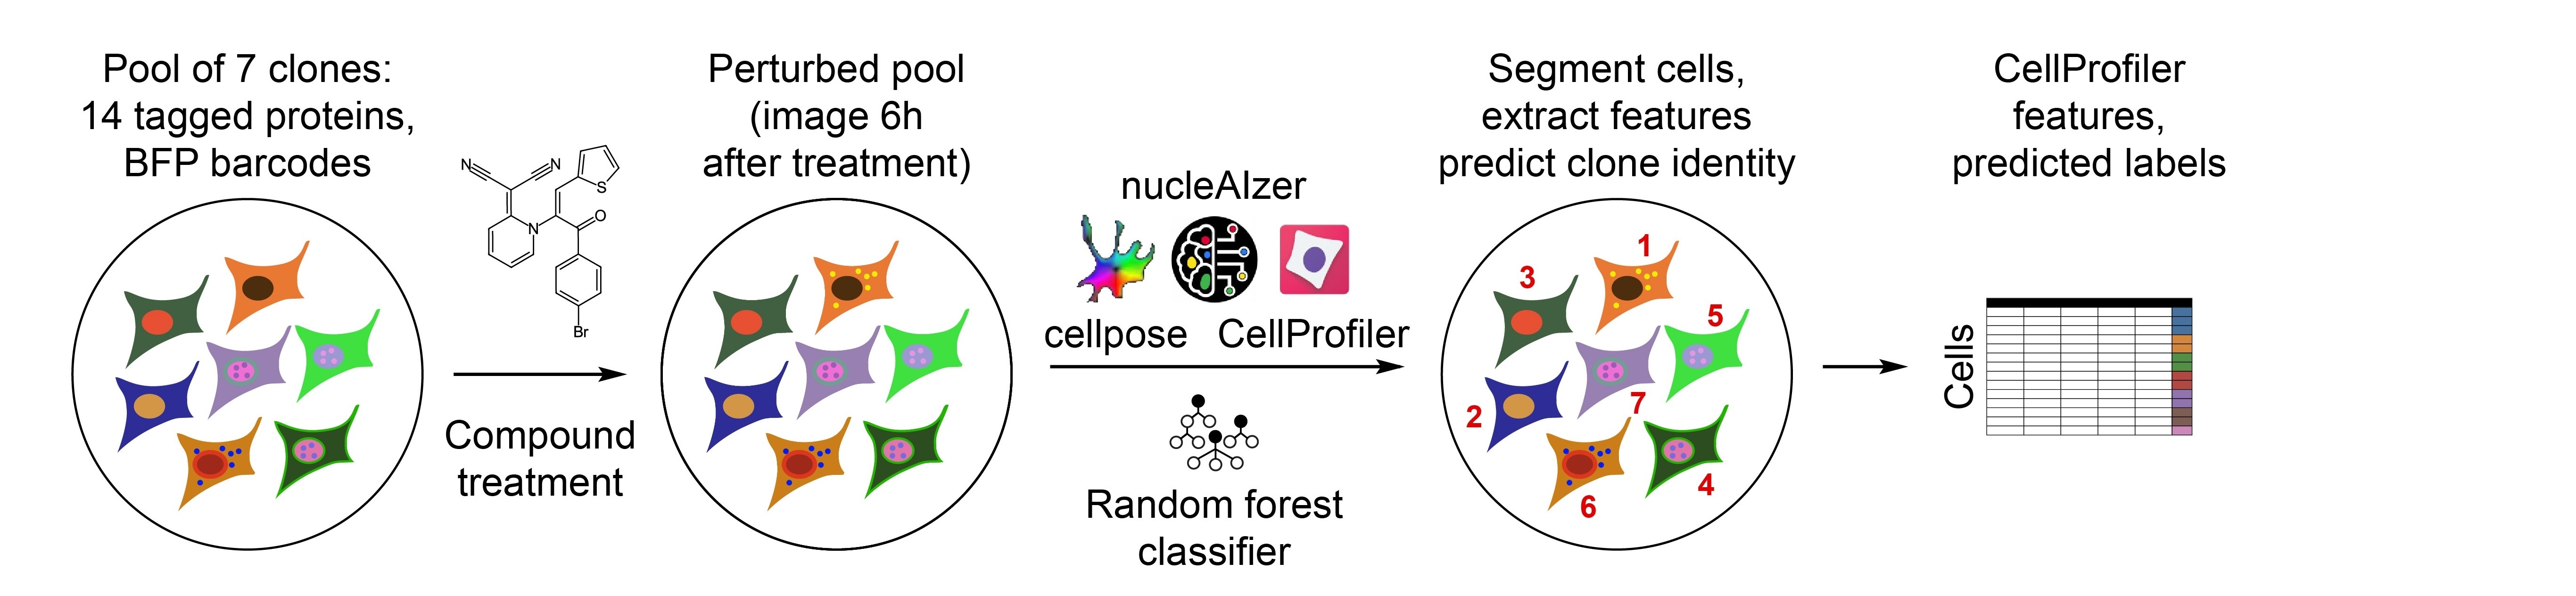 Pool of 7 clones:
14 tagged proteins,
BFP barcodes
N
N
S
N
O
Br
Compound
treatment
Perturbed pool
(image 6h
after treatment)
nucleAIzer
cellpose
CellProfiler
Random forest
classifier
Segment cells,
extract features
predict clone identity
1
3
5
7
2
4
6
CellProfiler
features,
predicted labels
Cells